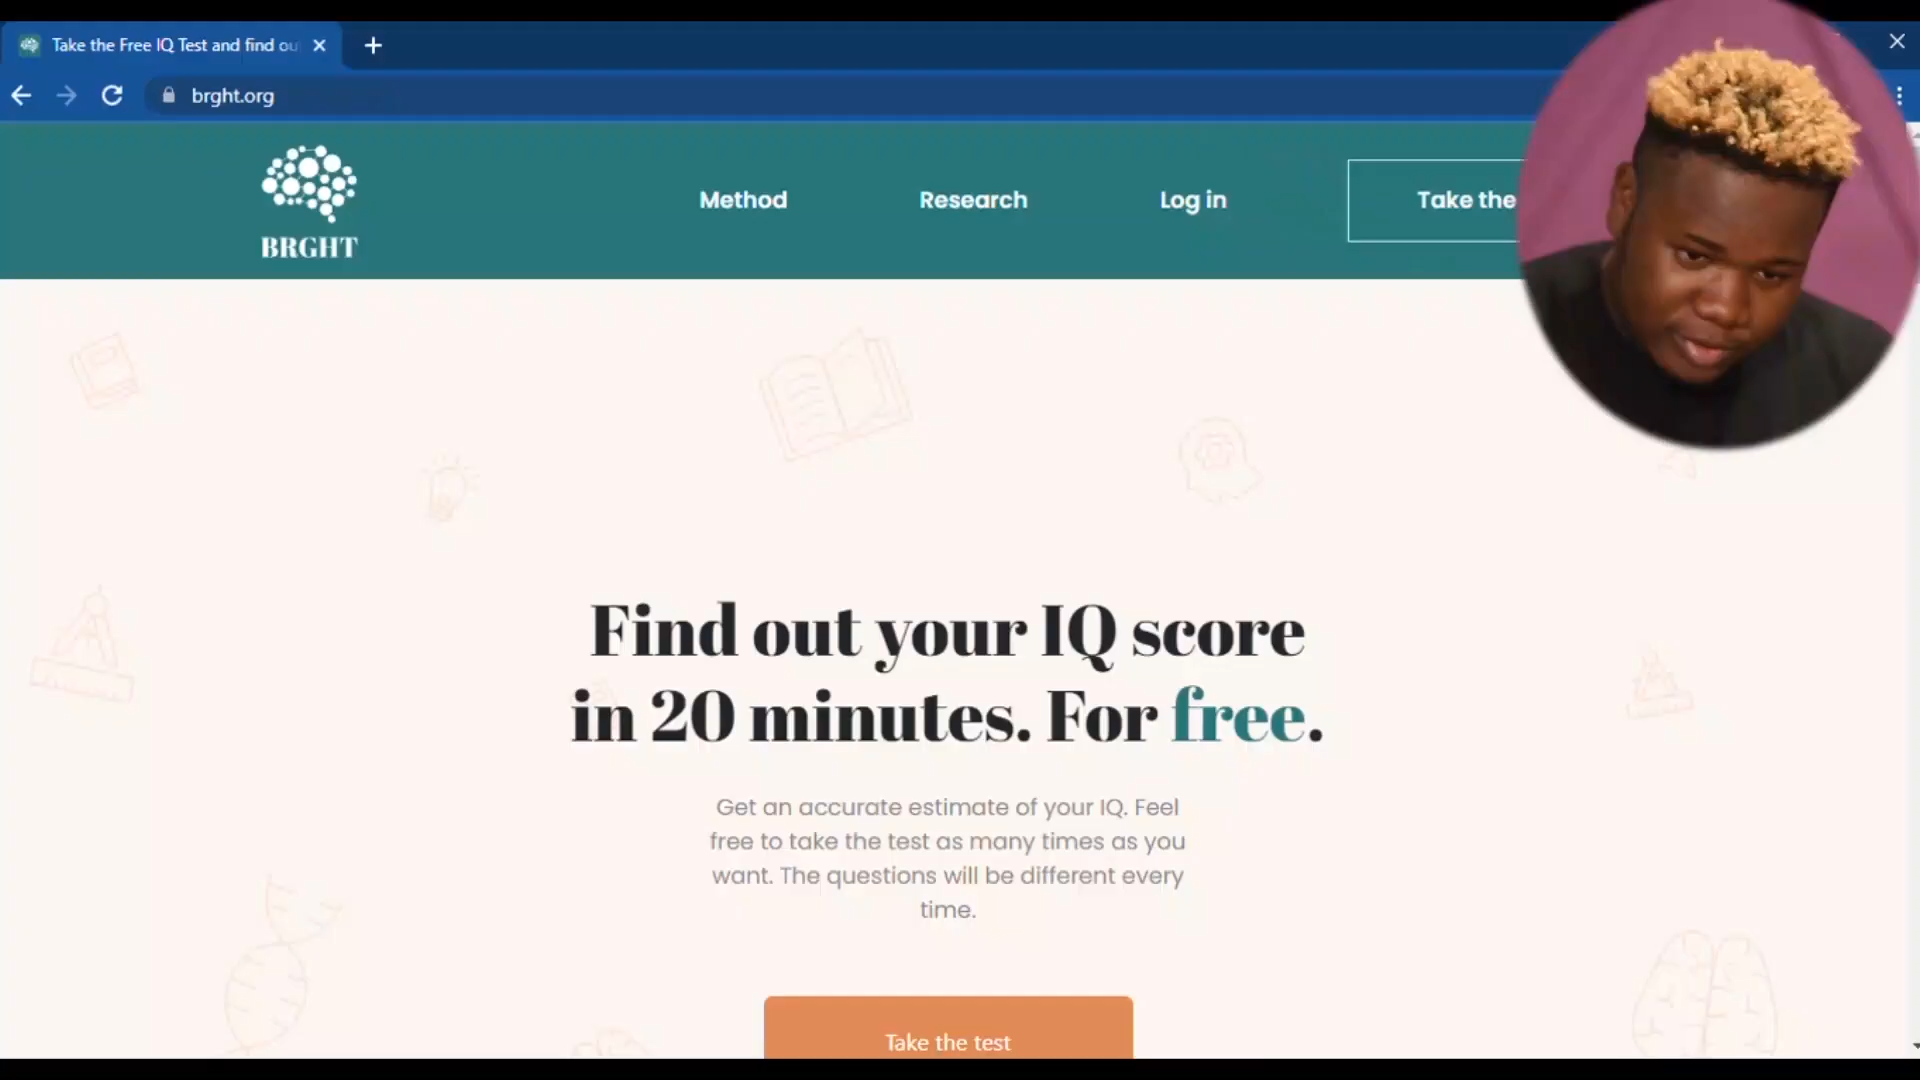 Take the Free IQ Test and find ou
brght.org
BRGHT
Method
Research
Log in
Take the
Find out your IQ score
in 20 minutes. For free.
Get an accurate estimate of your IQ. Feel
free to take the test as many times as you
want. The questions will be different every
time.
Take the test